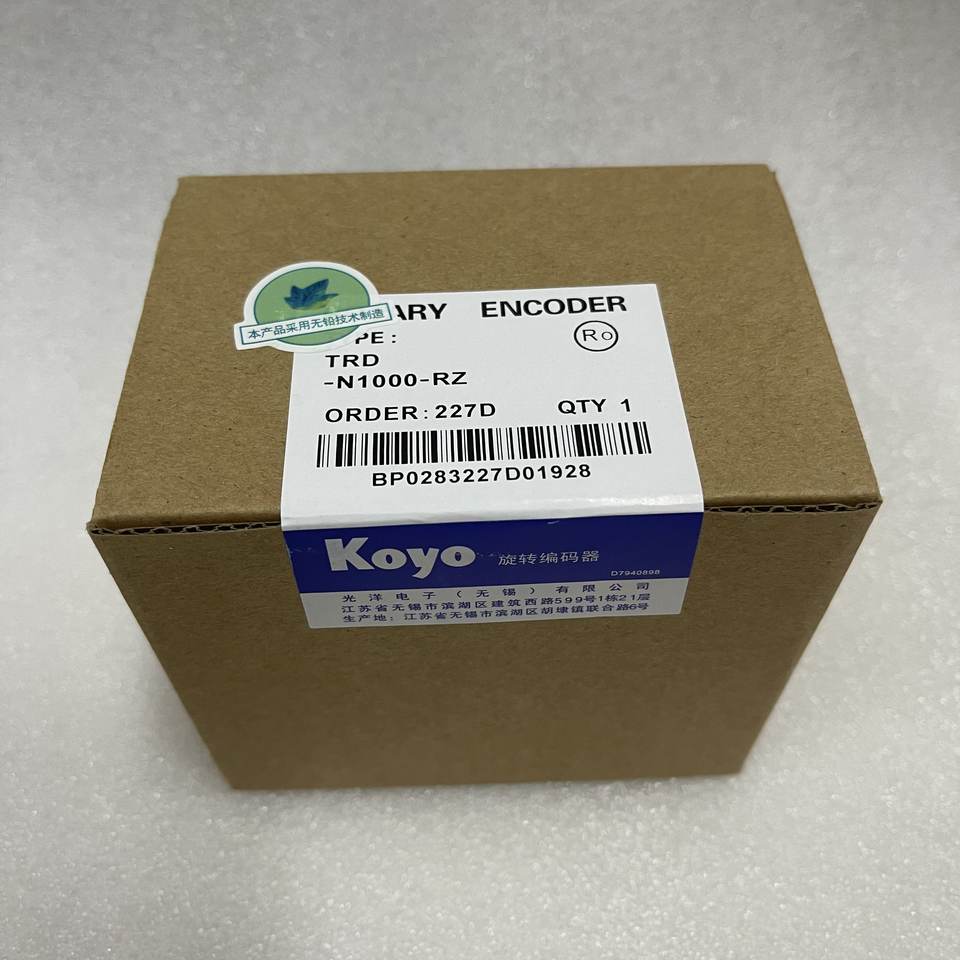 本产品采用无铅技术制造
ARY ENCODER
PE:
Ro
TRD
-N1000-RZ
ORDER: 227D QTY 1
BP0283227D01928
Koyo 旋转编码器
D7940898
光洋电子(无锡)有限公司
江苏省无锡市滨湖区建筑西路599号1栋21层
生产地: 江苏省无锡市滨湖区胡埭镇联合路6号